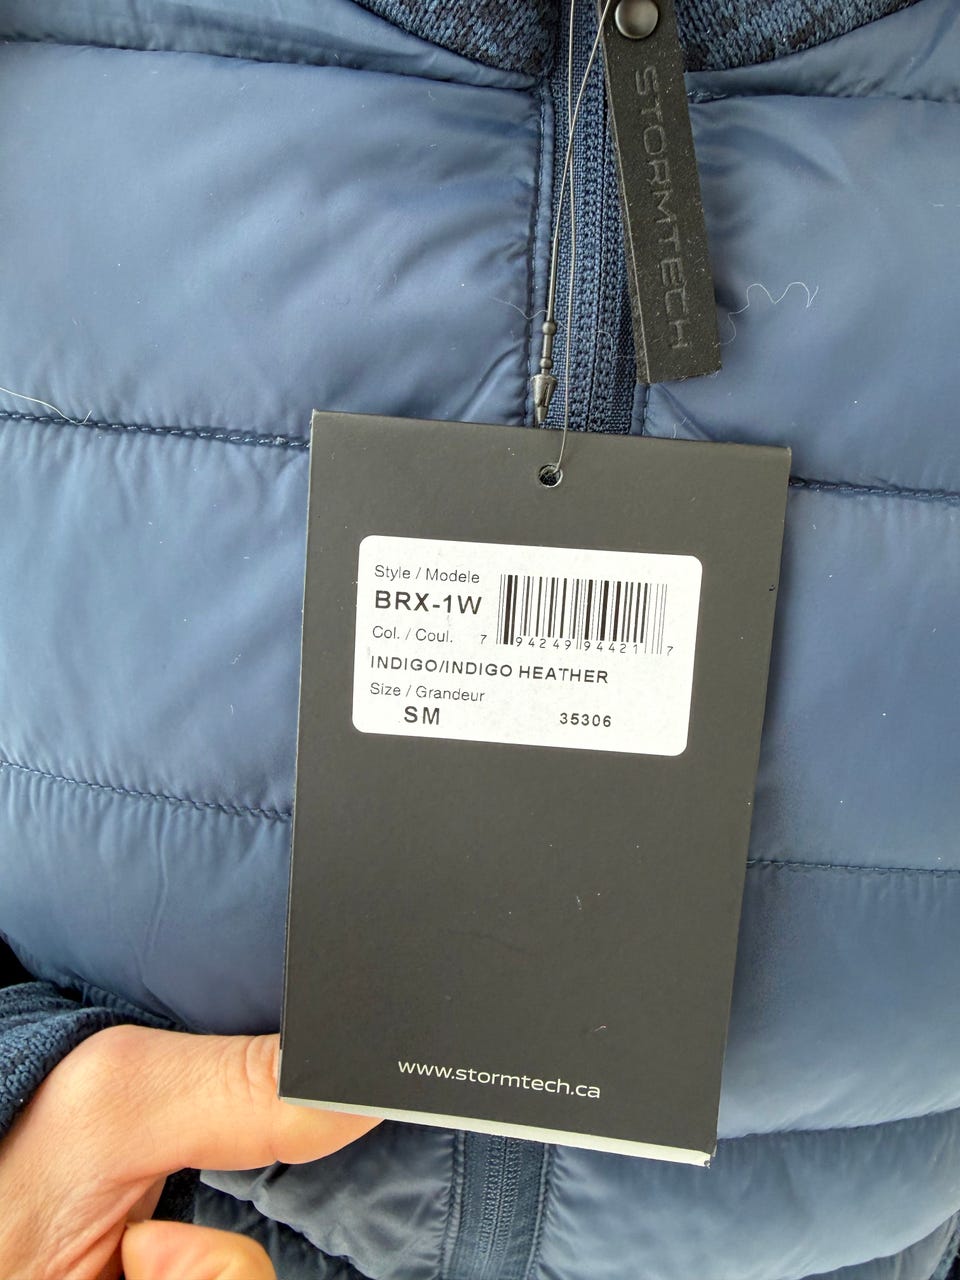 STORMTECH
Style / Modele
BRX-1W
Col. / Coul.
7 94249 94421 7
INDIGO/INDIGO HEATHER
Size / Grandeur
SM 35306
www.stormtech.ca